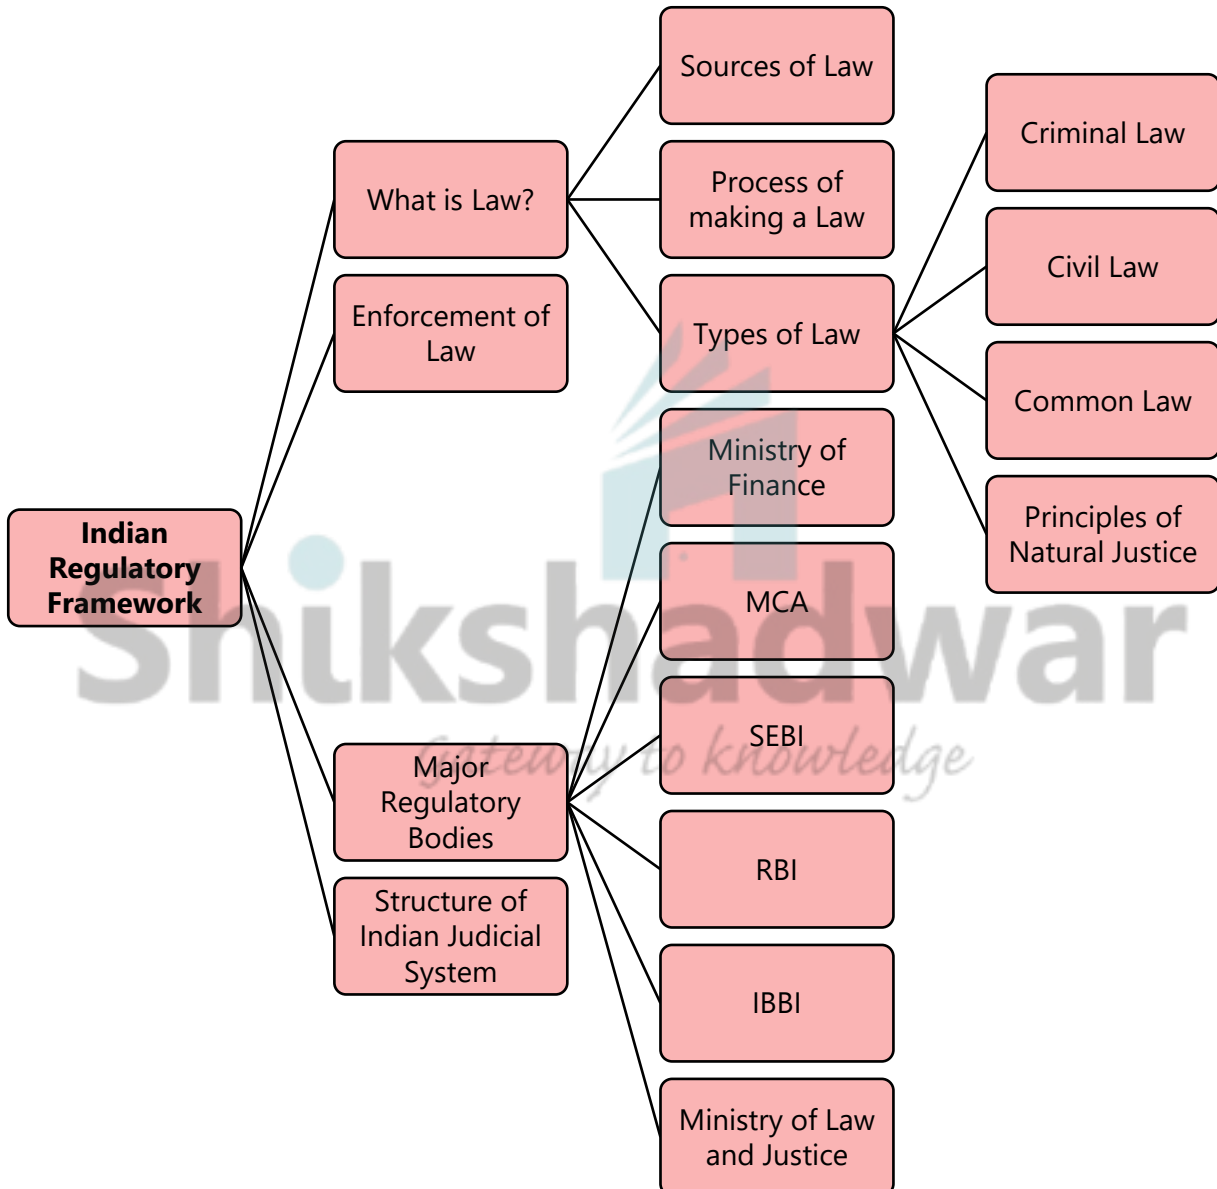 Indian
Regulatory
Framework
What is Law?
Enforcement of
Law
Major
Regulatory
Bodies
Structure of
Indian Judicial
System
Sources of Law
Process of
making a Law
Types of Law
Ministry of
Finance
MCA
SEBI
RBI
IBBI
Ministry of Law
and Justice
Criminal Law
Civil Law
Common Law
Principles of
Natural Justice
Shikshadwar
Gateway to knowledge